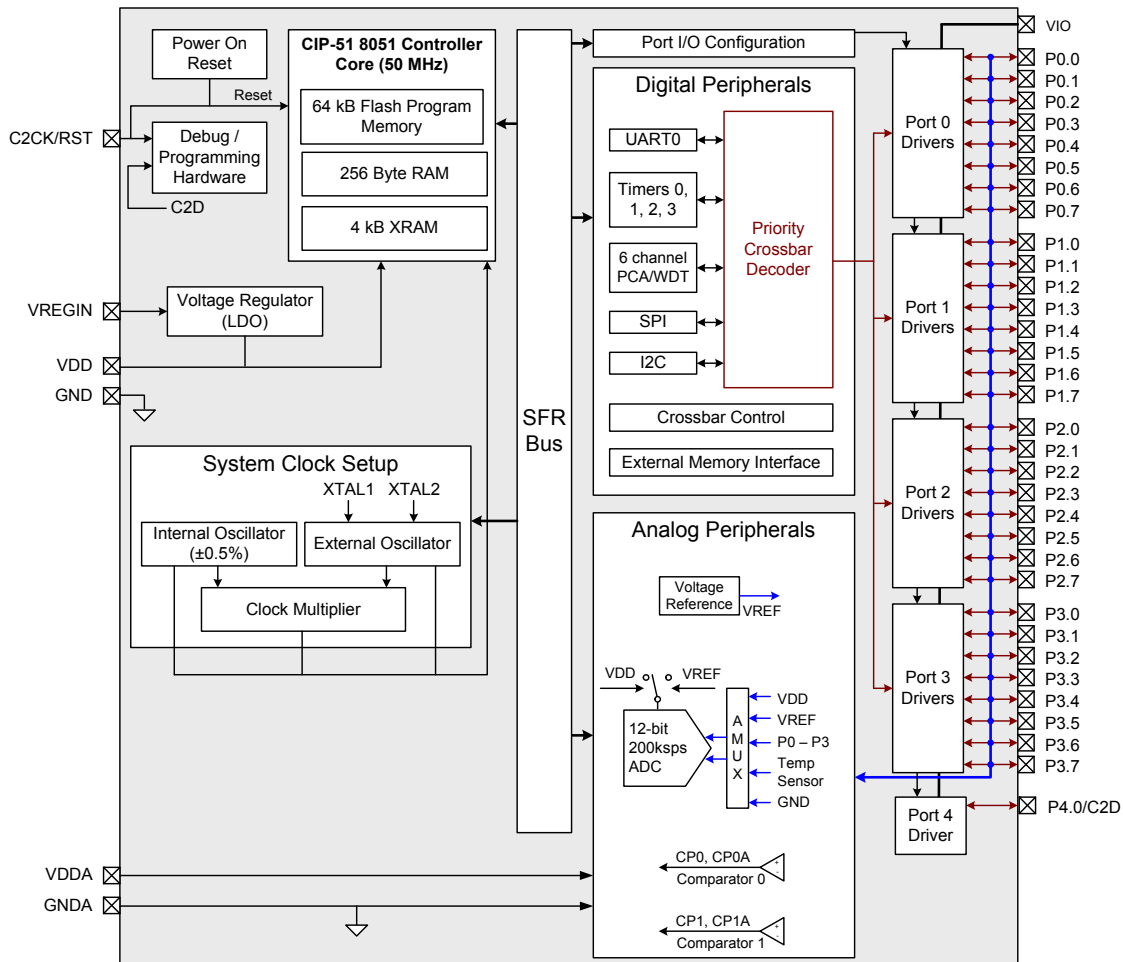 Power On
Reset
Reset
C2CK/RST
Debug /
Programming
Hardware
C2D
CIP-51 8051 Controller
Core (50 MHz)
64 kB Flash Program
Memory
256 Byte RAM
4 kB XRAM
VREGIN
Voltage Regulator
(LDO)
VDD
GND
System Clock Setup
XTAL1
XTAL2
Internal Oscillator
(±0.5%)
External Oscillator
Clock Multiplier
VDDA
GNDA
SFR
Bus
Port I/O Configuration
Digital Peripherals
UART0
Timers 0,
1, 2, 3
6 channel
PCA/WDT
SPI
I2C
Priority
Crossbar
Decoder
Crossbar Control
External Memory Interface
Analog Peripherals
Voltage
Reference
VREF
VDD
VREF
12-bit
200ksps
ADC
A
M
U
X
VDD
VREF
P0 – P3
Temp
Sensor
GND
CP0, CP0A
+
-
Comparator 0
CP1, CP1A
+
-
Comparator 1
Port 0
Drivers
Port 1
Drivers
Port 2
Drivers
Port 3
Drivers
Port 4
Driver
VIO
P0.0
P0.1
P0.2
P0.3
P0.4
P0.5
P0.6
P0.7
P1.0
P1.1
P1.2
P1.3
P1.4
P1.5
P1.6
P1.7
P2.0
P2.1
P2.2
P2.3
P2.4
P2.5
P2.6
P2.7
P3.0
P3.1
P3.2
P3.3
P3.4
P3.5
P3.6
P3.7
P4.0/C2D